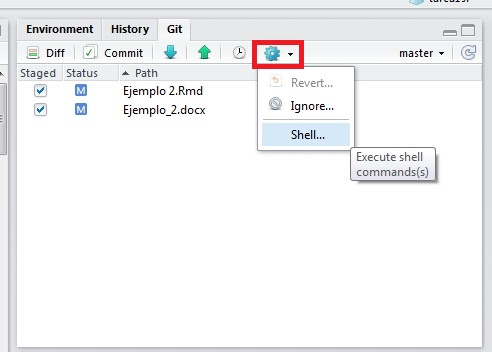 Environment History Git
Diff Commit master
Staged Status Path
M Ejemplo 2.Rmd
M Ejemplo_2.docx
Revert...
Ignore...
Shell...
Execute shell
commands(s)